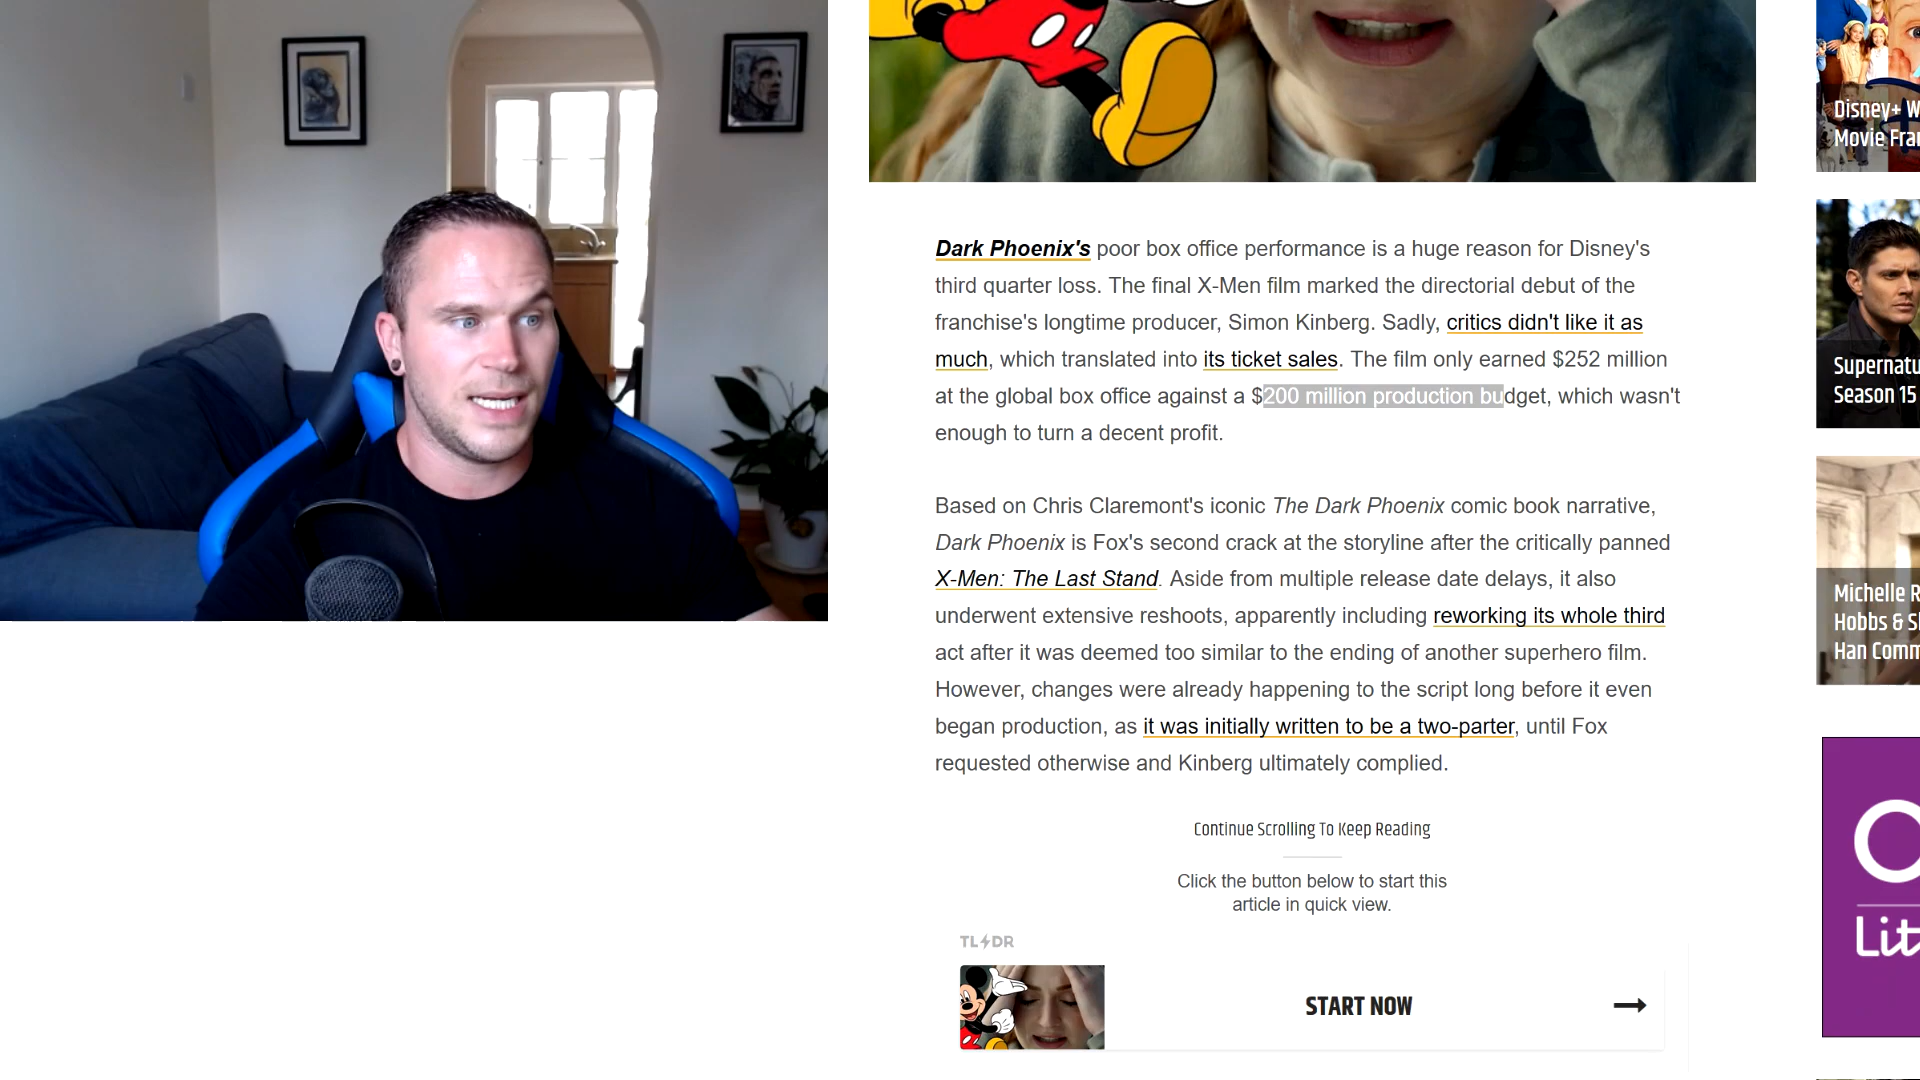 Dark Phoenix's poor box office performance is a huge reason for Disney's
third quarter loss. The final X-Men film marked the directorial debut of the
franchise's longtime producer, Simon Kinberg. Sadly, critics didn't like it as
much, which translated into its ticket sales. The film only earned $252 million
at the global box office against a $200 million production budget, which wasn't
enough to turn a decent profit.
Based on Chris Claremont's iconic The Dark Phoenix comic book narrative,
Dark Phoenix is Fox's second crack at the storyline after the critically panned
X-Men: The Last Stand. Aside from multiple release date delays, it also
underwent extensive reshoots, apparently including reworking its whole third
act after it was deemed too similar to the ending of another superhero film.
However, changes were already happening to the script long before it even
began production, as it was initially written to be a two-parter, until Fox
requested otherwise and Kinberg ultimately complied.
Continue Scrolling To Keep Reading
Click the button below to start this
article in quick view.
TL DR
START NOW
Disney+ W
Movie Fra
Supernatu
Season 15
Michelle R
Hobbs & S
Han Comm
O
Lit